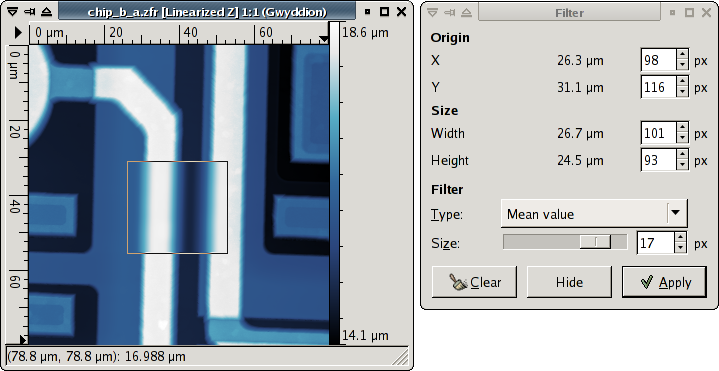 chip_b_a.zfr [Linearized Z] 1:1 (Gwyddion)
0 µm 20 40 60
18.6 µm
0 µm
20
40
60
14.1 µm
(78.8 µm, 78.8 µm): 16.988 µm
Filter
Origin
X 26.3 µm 98 px
Y 31.1 µm 116 px
Size
Width 26.7 µm 101 px
Height 24.5 µm 93 px
Filter
Type: Mean value
Size: 17 px
Clear Hide Apply